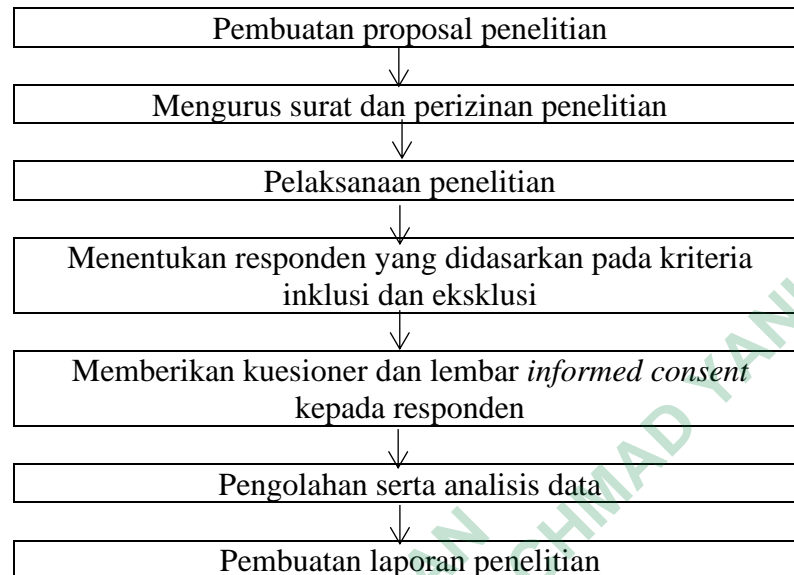 Pembuatan proposal penelitian
Mengurus surat dan perizinan penelitian
Pelaksanaan penelitian
Menentukan responden yang didasarkan pada kriteria
inklusi dan eksklusi
Memberikan kuesioner dan lembar informed consent
kepada responden
Pengolahan serta analisis data
Pembuatan laporan penelitian